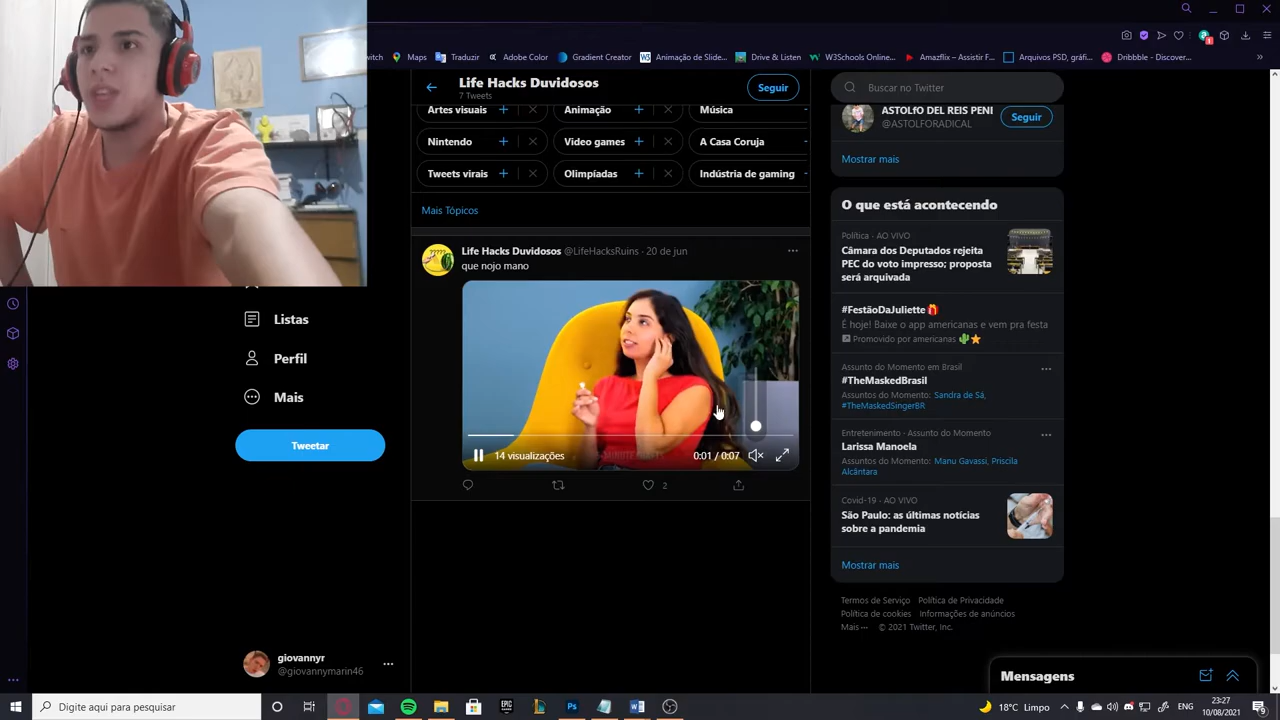 itch
Maps
Traduzir
Adobe Color
Gradient Creator
Animação de Slide...
Drive & Listen
W3Schools Online...
Amazflix – Assistir F...
Arquivos PSD, gráfi...
Dribbble - Discover...
»
Life Hacks Duvidosos
7 Tweets
Seguir
Artes visuais
Animação
Música
Nintendo
Video games
A Casa Coruja
Tweets virais
Olimpíadas
Indústria de gaming
Mais Tópicos
Life Hacks Duvidosos @LifeHacksRuins · 20 de jun
que nojo mano
14 visualizações
0:01 / 0:07
2
Listas
Perfil
Mais
Tweetar
giovannyr
@giovannymarin46
Buscar no Twitter
ASTOLFO DEL REIS PENI
@ASTOLFORADICAL
Seguir
Mostrar mais
O que está acontecendo
Política · AO VIVO
Câmara dos Deputados rejeita
PEC do voto impresso; proposta
será arquivada
#FestãoDaJuliette
É hoje! Baixe o app americanas e vem pra festa
Promovido por americanas
Assunto do Momento em Brasil
#TheMaskedBrasil
Assuntos do Momento: Sandra de Sá,
#TheMaskedSingerBR
Entretenimento · Assunto do Momento
Larissa Manoela
Assuntos do Momento: Manu Gavassi, Priscila
Alcântara
Covid-19 · AO VIVO
São Paulo: as últimas notícias
sobre a pandemia
Mostrar mais
Termos de Serviço Política de Privacidade
Política de cookies Informações de anúncios
Mais ··· © 2021 Twitter, Inc.
Mensagens
Digite aqui para pesquisar
18°C Limpo
ENG
23:27
10/08/2021